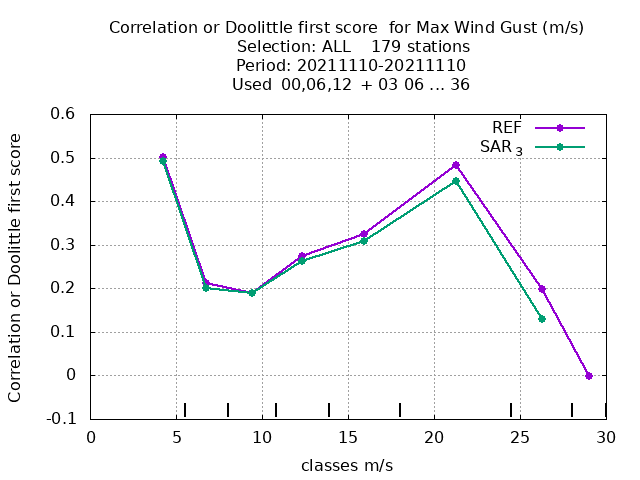 Correlation or Doolittle first score  for Max Wind Gust (m/s)
Selection: ALL    179 stations
Period: 20211110-20211110
Used  00,06,12  + 03 06 ... 36
REF
SAR 3
0.6
0.5
0.4
0.3
0.2
0.1
0
-0.1
Correlation or Doolittle first score
0 5 10 15 20 25 30
classes m/s